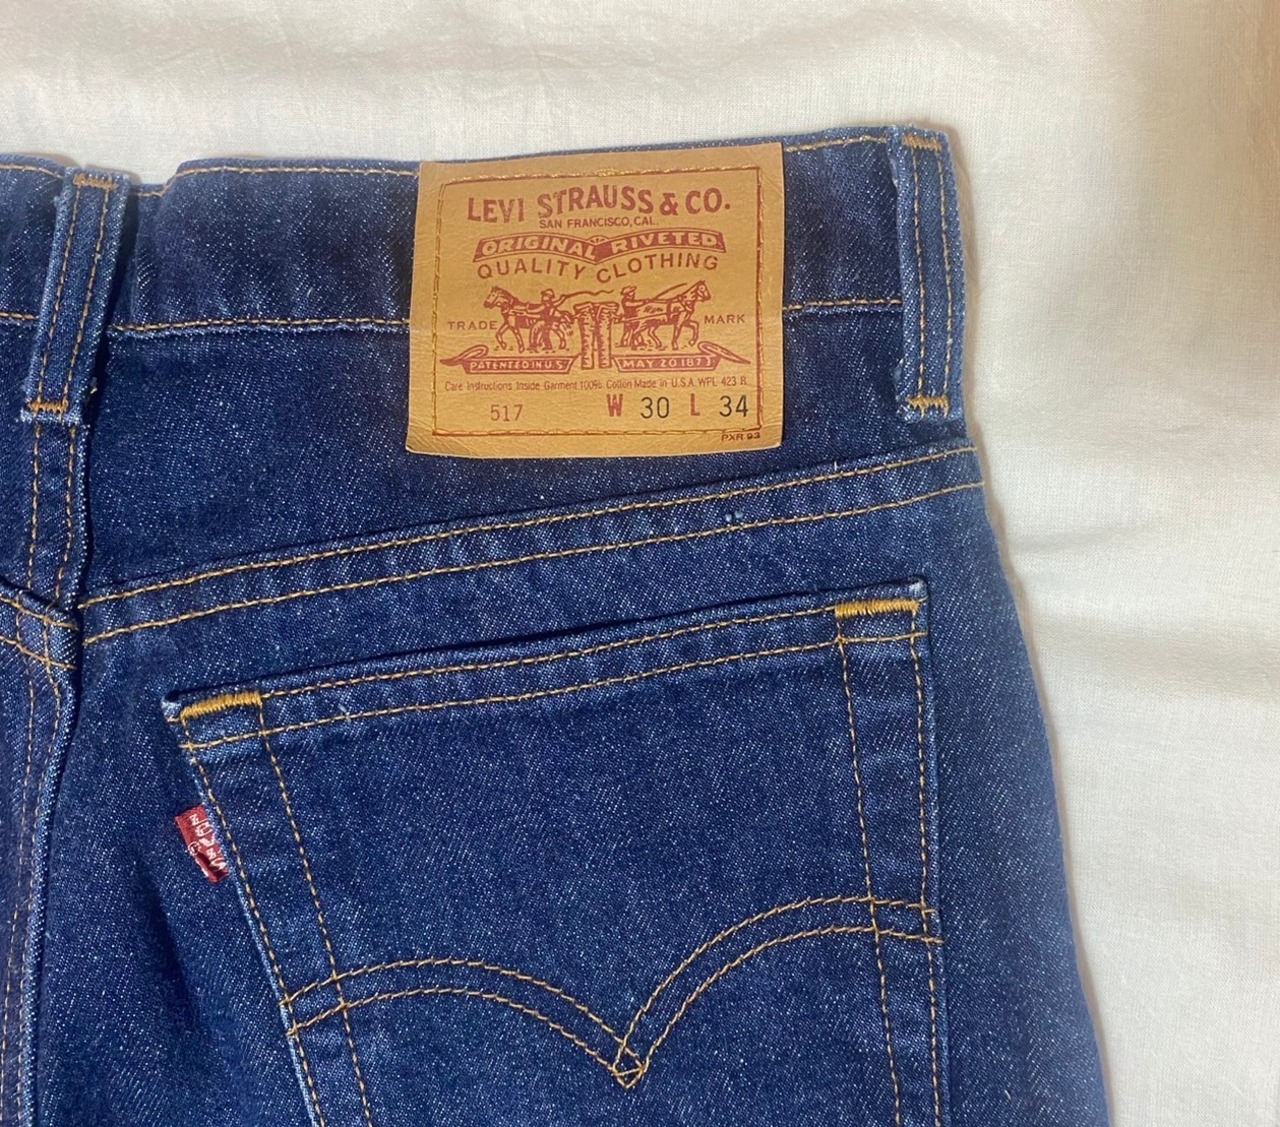 LEVI STRAUSS & CO.
SAN FRANCISCO, CAL.
ORIGINAL RIVETED
QUALITY CLOTHING
TRADE MARK
PATENTED IN U.S. MAY 20 1873
Care Instructions Inside Garment 100% Cotton Made in U.S.A. WPL 423 R
517 W 30 L 34
PXR 93